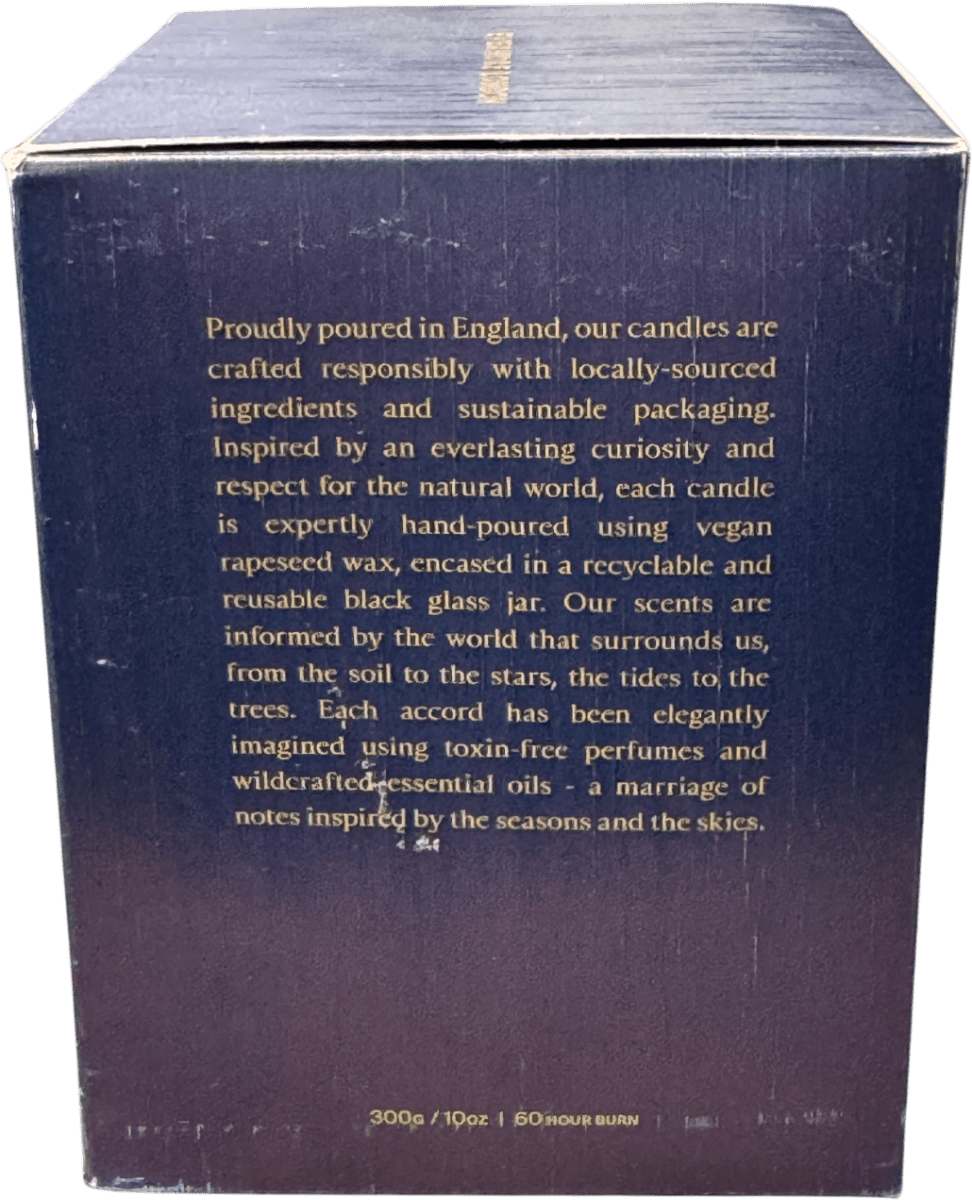 Proudly poured in England, our candles are
crafted responsibly with locally-sourced
ingredients and sustainable packaging.
Inspired by an everlasting curiosity and
respect for the natural world, each candle
is expertly hand-poured using vegan
rapeseed wax, encased in a recyclable and
reusable black glass jar. Our scents are
informed by the world that surrounds us,
from the soil to the stars, the tides to the
trees. Each accord has been elegantly
imagined using toxin-free perfumes and
wildcrafted essential oils - a marriage of
notes inspired by the seasons and the skies.
300G / 10oz | 60 HOUR BURN